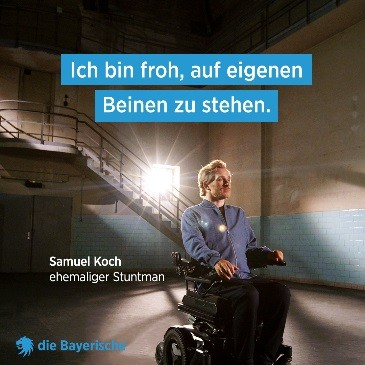 Ich bin froh, auf eigenen
Beinen zu stehen.
Samuel Koch
ehemaliger Stuntman
die Bayerische